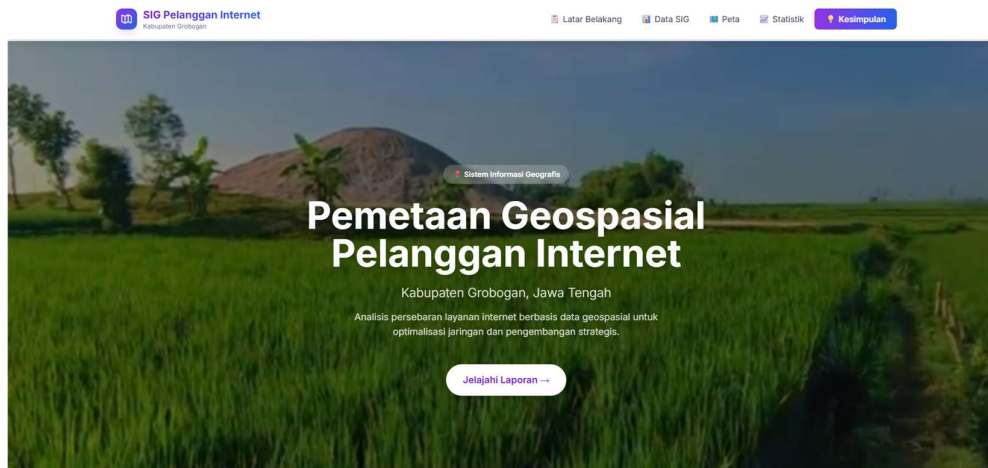 SIG Pelanggan Internet
Kabupaten Grobogan
Latar Belakang
Data SIG
Peta
Statistik
Kesimpulan
Sistem Informasi Geografis
Pemetaan Geospasial
Pelanggan Internet
Kabupaten Grobogan, Jawa Tengah
Analisis persebaran layanan internet berbasis data geospasial untuk
optimalisasi jaringan dan pengembangan strategis.
Jelajahi Laporan →